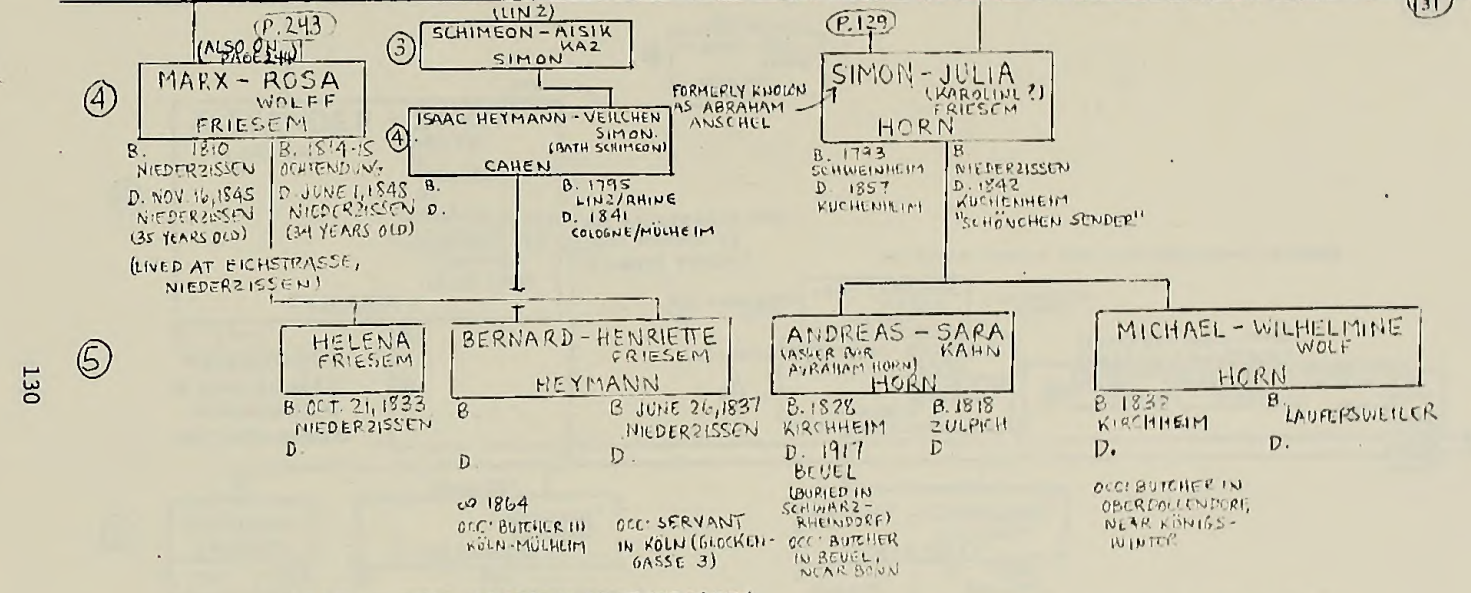 (P.243)
(ALSO ON
PAGE 244)
(4)
MARX - ROSA
WOLFF
FRIESEM
B. 1810
NIEDERZISSEN
D. NOV. 16, 1845
NIEDERZISSEN
(35 YEARS OLD)
B. 1814-15
OCHTENDUNG
D. JUNE 1, 1848
NIEDERZISSEN
(34 YEARS OLD)
(LIVED AT EICHSTRASSE,
NIEDERZISSEN)
(LINZ)
(3)
SCHIMEON - AISIK
KAZ
SIMON
(4)
ISAAC HEYMANN - VEILCHEN
SIMON.
(BATH SCHIMEON)
CAHEN
B.
D.
B. 1795
LINZ/RHINE
D. 1841
COLOGNE/MÜLHEIM
(P.129)
(131)
FORMERLY KNOWN
AS ABRAHAM
ANSCHEL
SIMON - JULIA
(KAROLINE?)
FRIESEM
HORN
B. 1793
SCHWEINHEIM
D. 1857
KUCHENHEIM
B.
NIEDERZISSEN
D. 1842
KUCHENHEIM
"SCHÖNCHEN SENDER"
130
(5)
HELENA
FRIESEM
B. OCT. 21, 1833
NIEDERZISSEN
D.
BERNARD - HENRIETTE
FRIESEM
HEYMANN
B.
D.
∞ 1864
OCC: BUTCHER IN
KÖLN-MÜLHEIM
B JUNE 26, 1837
NIEDERZISSEN
D.
OCC: SERVANT
IN KÖLN (GLOCKEN-
GASSE 3)
ANDREAS - SARA
KAHN
(ASHER BAR
AVRAHAM HORN)
HORN
B. 1828
KIRCHHEIM
D. 1917
BEUEL
(BURIED IN
SCHWARZ-
RHEINDORF)
OCC: BUTCHER
IN BEUEL,
NEAR BONN
B. 1818
ZULPICH
D
MICHAEL - WILHELMINE
WOLF
HORN
B. 1832
KIRCHHEIM
D.
OCC: BUTCHER IN
OBERDOLLENDORF,
NEAR KÖNIGS-
WINTER
B.
LAUFERSWEILER
D.